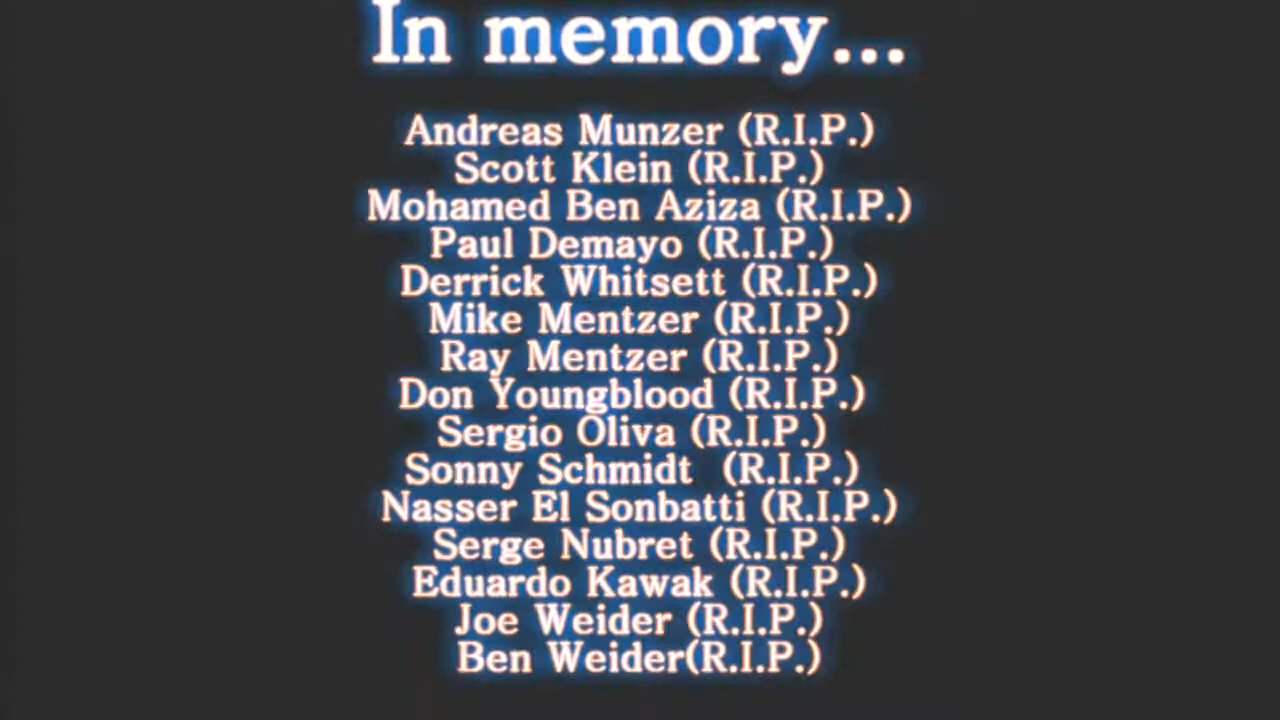 In memory...
Andreas Munzer (R.I.P.)
Scott Klein (R.I.P.)
Mohamed Ben Aziza (R.I.P.)
Paul Demayo (R.I.P.)
Derrick Whitsett (R.I.P.)
Mike Mentzer (R.I.P.)
Ray Mentzer (R.I.P.)
Don Youngblood (R.I.P.)
Sergio Oliva (R.I.P.)
Sonny Schmidt  (R.I.P.)
Nasser El Sonbatti (R.I.P.)
Serge Nubret (R.I.P.)
Eduardo Kawak (R.I.P.)
Joe Weider (R.I.P.)
Ben Weider(R.I.P.)